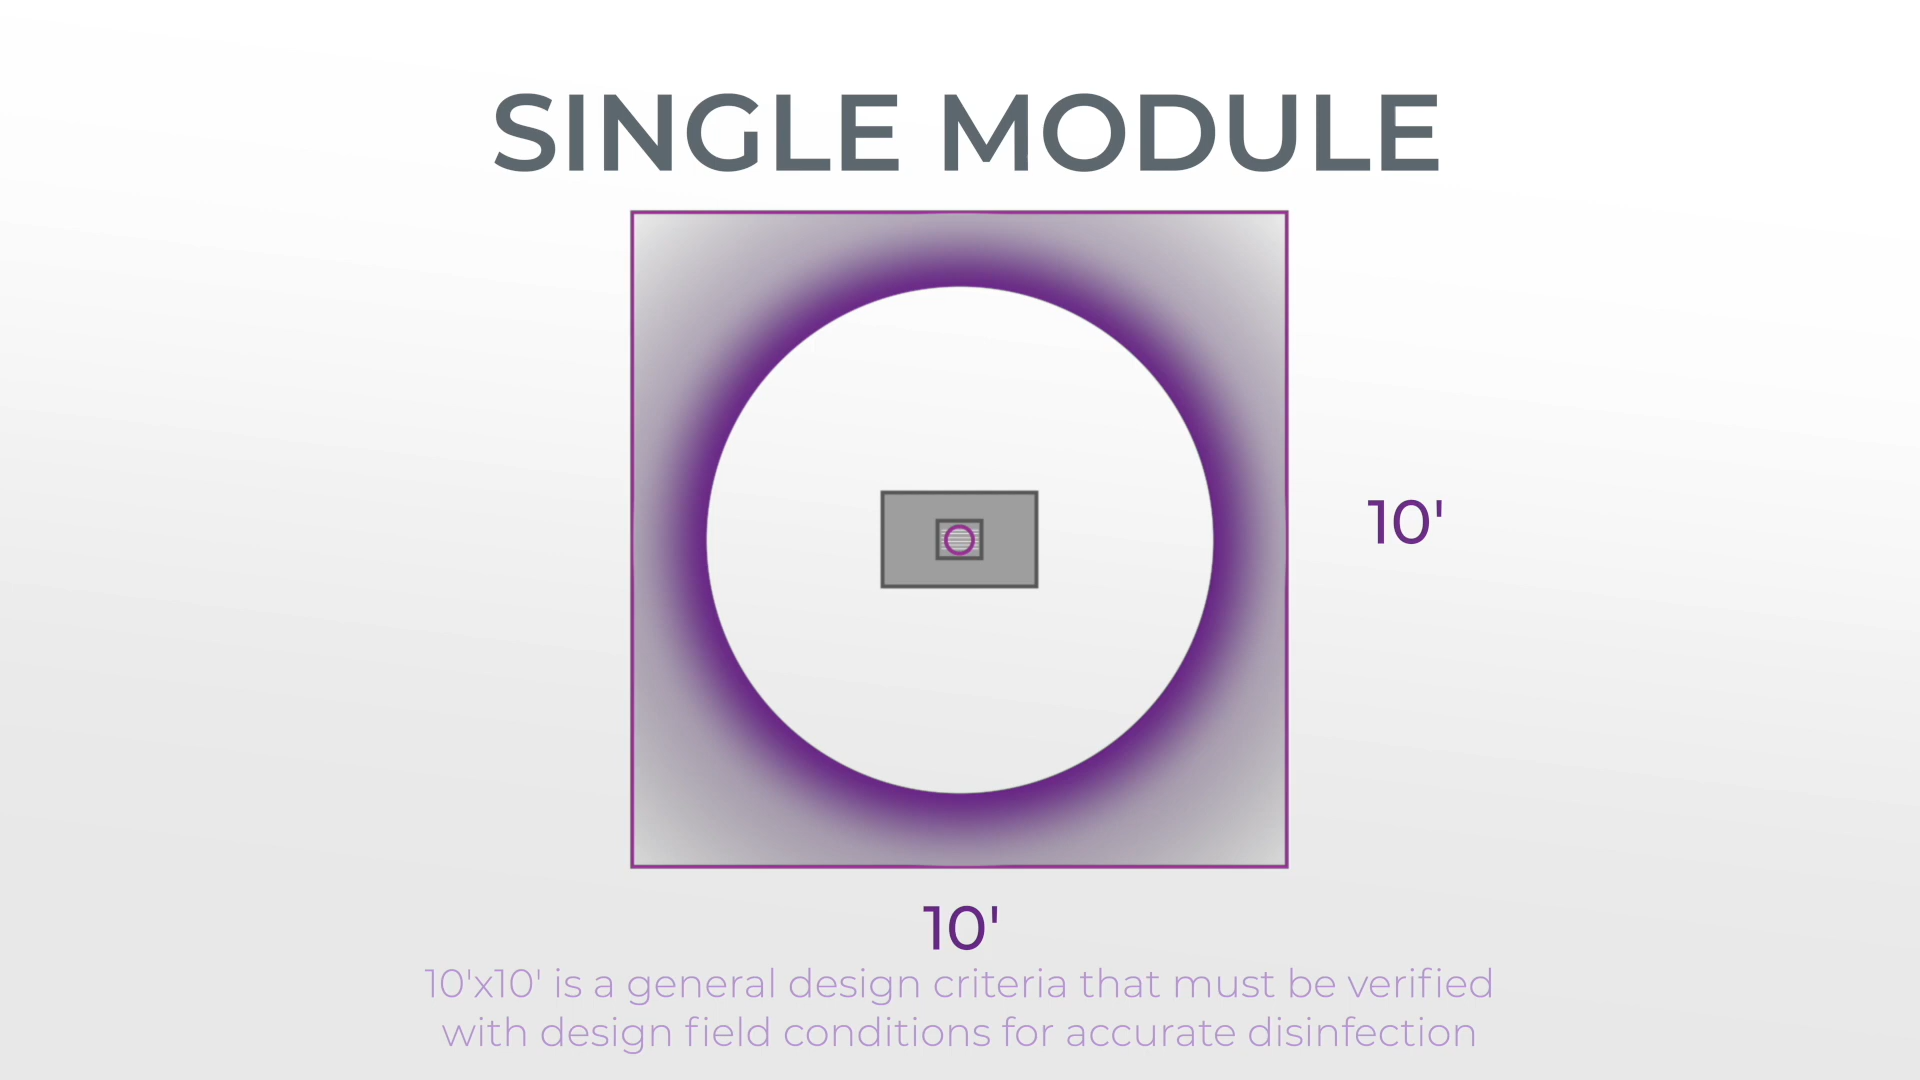 SINGLE MODULE
10'
10'
10'x10' is a general design criteria that must be verified
with design field conditions for accurate disinfection